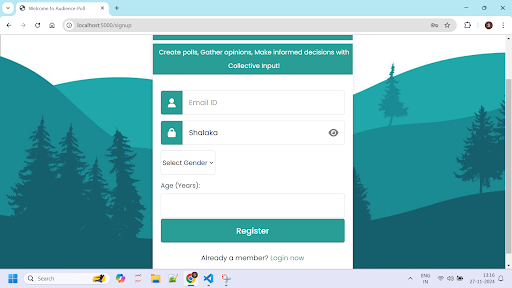 Welcome to Audience Poll
localhost:5000/signup
Create polls, Gather opinions, Make informed decisions with
Collective Input!
Email ID
Shalaka
Select Gender
Age (Years):
Register
Already a member? Login now
Search
ENG
IN
13:16
27-11-2024